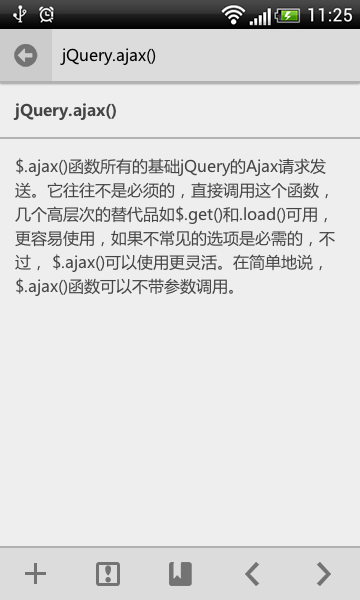 11:25
jQuery.ajax()
jQuery.ajax()
$.ajax()函数所有的基础jQuery的Ajax请求发
送。它往往不是必须的，直接调用这个函数，
几个高层次的替代品如$.get()和.load()可用，
更容易使用，如果不常见的选项是必需的，不
过， $.ajax()可以使用更灵活。在简单地说，
$.ajax()函数可以不带参数调用。